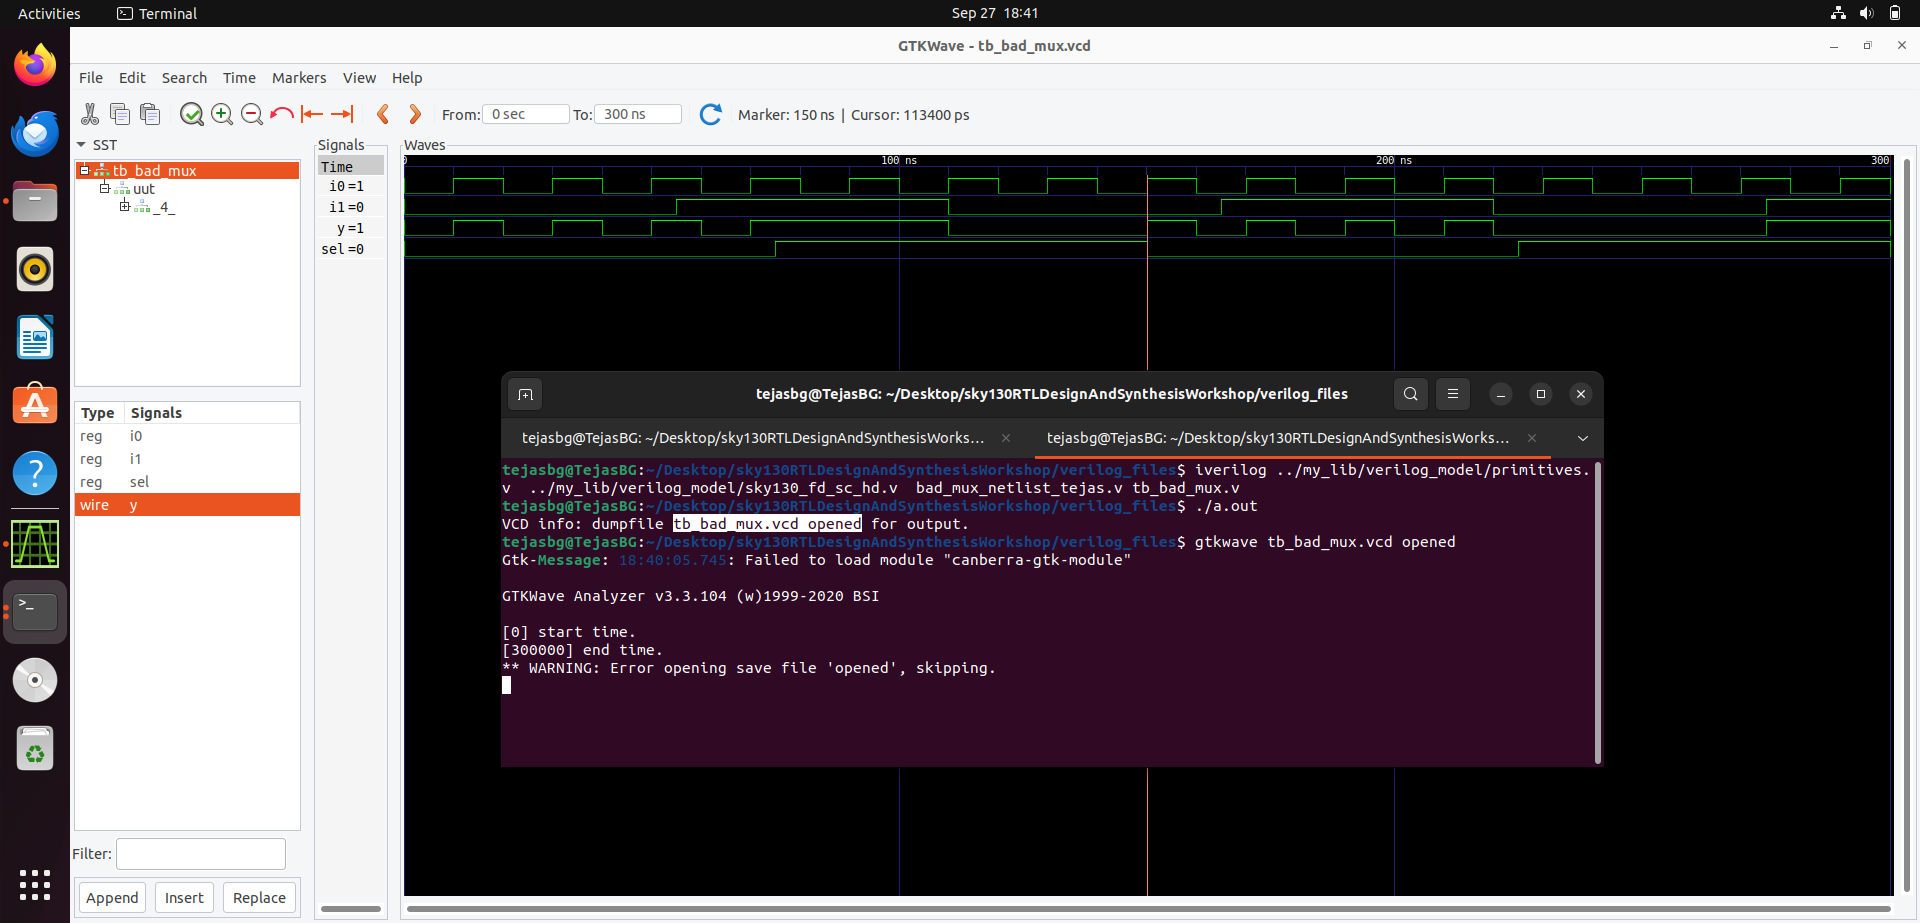 Activities
Terminal
Sep 27 18:41
GTKWave - tb_bad_mux.vcd
File Edit Search Time Markers View Help
From: 0 sec To: 300 ns Marker: 150 ns | Cursor: 113400 ps
SST
tb_bad_mux
uut
_4_
Type Signals
reg i0
reg i1
reg sel
wire y
Filter:
Append Insert Replace
Signals
Time
i0 =1
i1 =0
y =1
sel =0
Waves
0 100 ns 200 ns 300
tejasbg@TejasBG: ~/Desktop/sky130RTLDesignAndSynthesisWorkshop/verilog_files
tejasbg@TejasBG: ~/Desktop/sky130RTLDesignAndSynthesisWorks...
tejasbg@TejasBG: ~/Desktop/sky130RTLDesignAndSynthesisWorks...
tejasbg@TejasBG:~/Desktop/sky130RTLDesignAndSynthesisWorkshop/verilog_files$ iverilog ../my_lib/verilog_model/primitives.
v  ../my_lib/verilog_model/sky130_fd_sc_hd.v  bad_mux_netlist_tejas.v tb_bad_mux.v
tejasbg@TejasBG:~/Desktop/sky130RTLDesignAndSynthesisWorkshop/verilog_files$ ./a.out
VCD info: dumpfile tb_bad_mux.vcd opened for output.
tejasbg@TejasBG:~/Desktop/sky130RTLDesignAndSynthesisWorkshop/verilog_files$ gtkwave tb_bad_mux.vcd opened
Gtk-Message: 18:40:05.745: Failed to load module "canberra-gtk-module"
GTKWave Analyzer v3.3.104 (w)1999-2020 BSI
[0] start time.
[300000] end time.
** WARNING: Error opening save file 'opened', skipping.